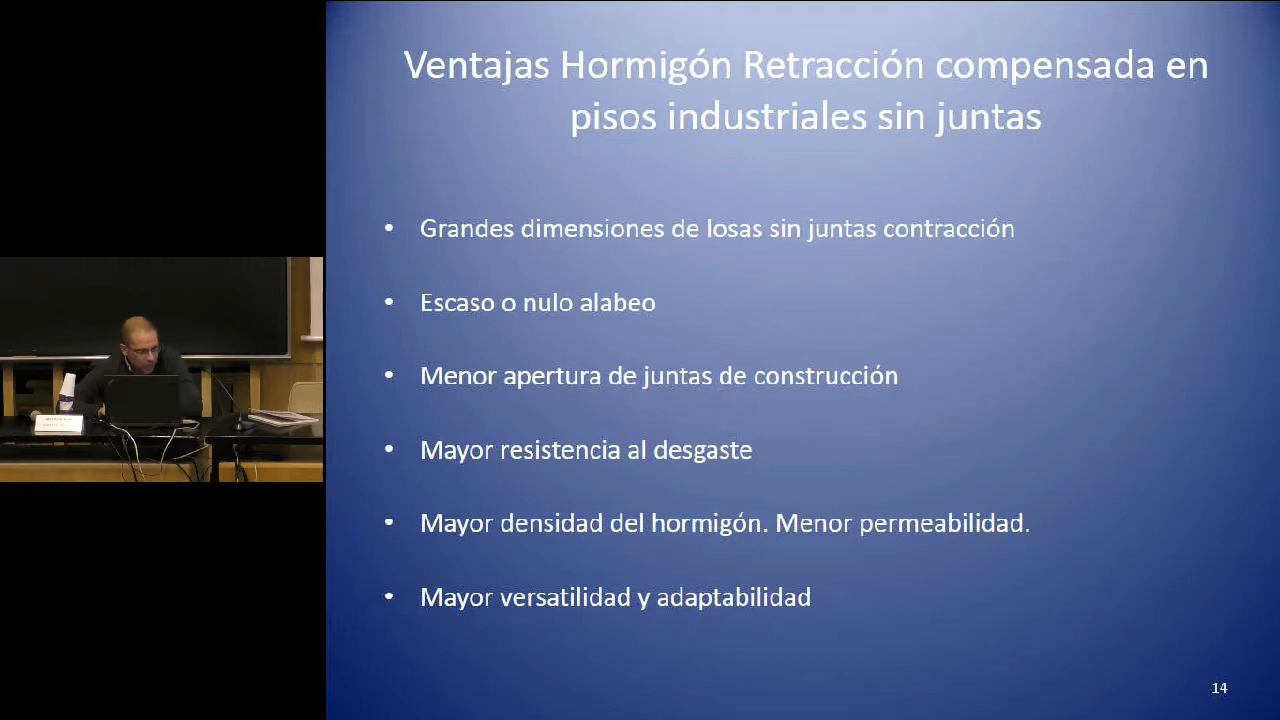 Ventajas Hormigón Retracción compensada en
pisos industriales sin juntas
• Grandes dimensiones de losas sin juntas contracción
• Escaso o nulo alabeo
• Menor apertura de juntas de construcción
• Mayor resistencia al desgaste
• Mayor densidad del hormigón. Menor permeabilidad.
• Mayor versatilidad y adaptabilidad
14